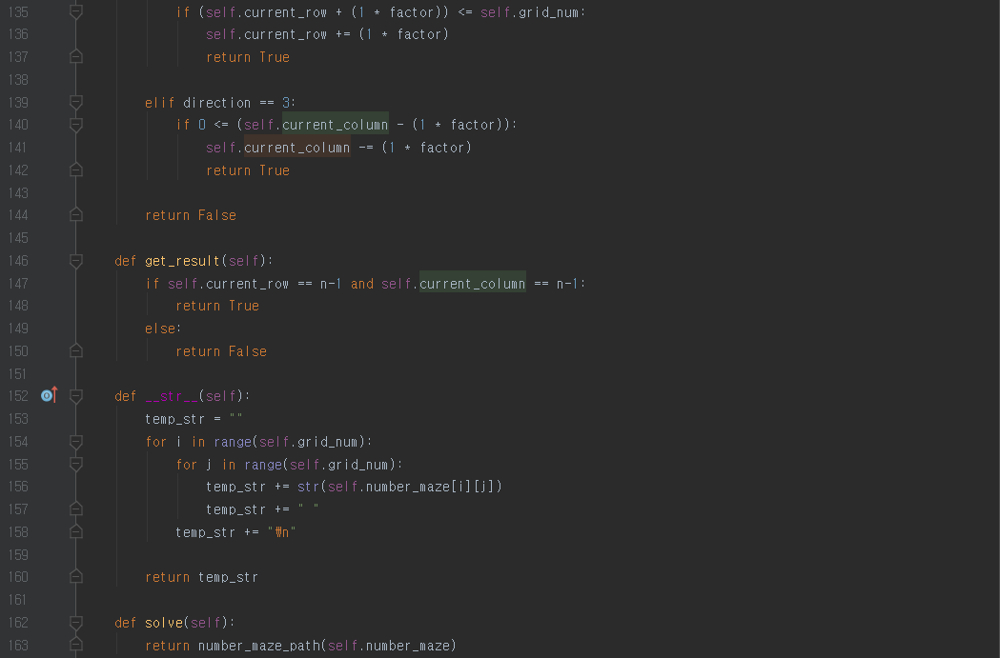 135 if (self.current_row + (1 * factor)) <= self.grid_num:
136 self.current_row += (1 * factor)
137 return True
138
139 elif direction == 3:
140 if 0 <= (self.current_column - (1 * factor)):
141 self.current_column -= (1 * factor)
142 return True
143
144 return False
145
146 def get_result(self):
147 if self.current_row == n-1 and self.current_column == n-1:
148 return True
149 else:
150 return False
151
152 def __str__(self):
153 temp_str = ""
154 for i in range(self.grid_num):
155 for j in range(self.grid_num):
156 temp_str += str(self.number_maze[i][j])
157 temp_str += " "
158 temp_str += "₩n"
159
160 return temp_str
161
162 def solve(self):
163 return number_maze_path(self.number_maze)